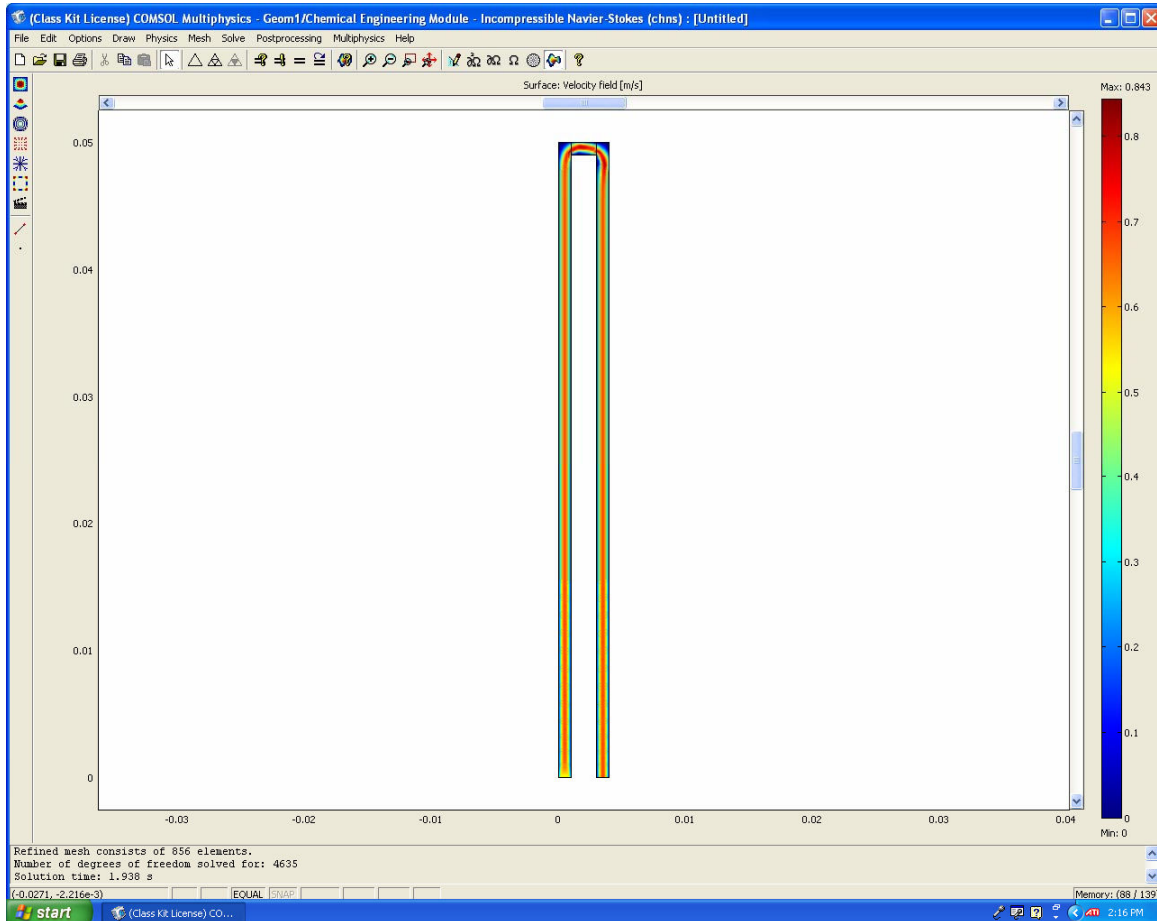 (Class Kit License) COMSOL Multiphysics - Geom1/Chemical Engineering Module - Incompressible Navier-Stokes (chns) : [Untitled]
File Edit Options Draw Physics Mesh Solve Postprocessing Multiphysics Help
Surface: Velocity field [m/s]
Max: 0.843
0.05
0.04
0.03
0.02
0.01
0
-0.03 -0.02 -0.01 0 0.01 0.02 0.03 0.04
0.8
0.7
0.6
0.5
0.4
0.3
0.2
0.1
0
Min: 0
Refined mesh consists of 856 elements.
Number of degrees of freedom solved for: 4635
Solution time: 1.938 s
(-0.0271, -2.216e-3) EQUAL SNAP Memory: (88 / 139
start (Class Kit License) CO... ATI 2:16 PM